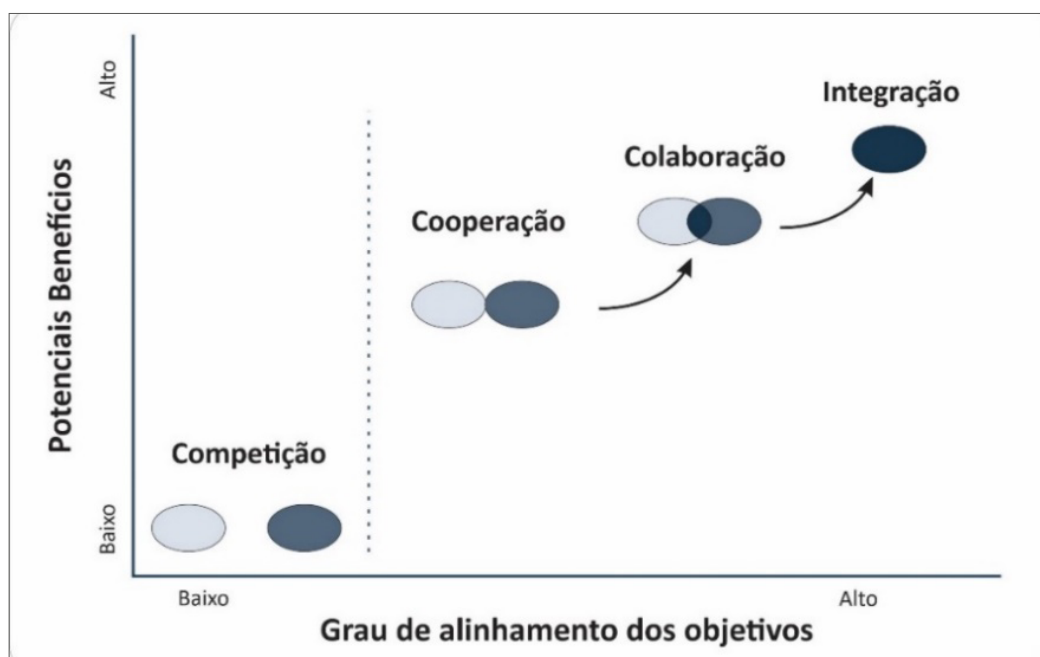 Alto
Integração
Colaboração
Cooperação
Potenciais Benefícios
Competição
Baixo
Baixo
Alto
Grau de alinhamento dos objetivos